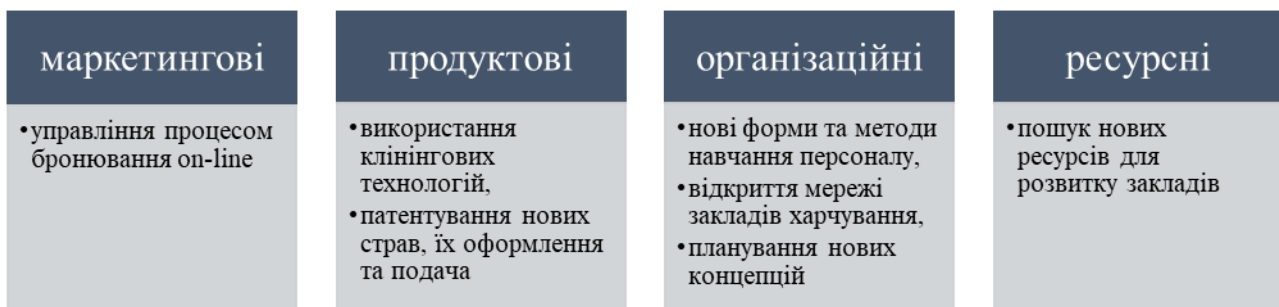 маркетингові
•управління процесом
бронювання on-line
продуктові
•використання
клінінгових
технологій,
•патентування нових
страв, їх оформлення
та подача
організаційні
•нові форми та методи
навчання персоналу,
•відкриття мережі
закладів харчування,
•планування нових
концепцій
ресурсні
•пошук нових
ресурсів для
розвитку закладів